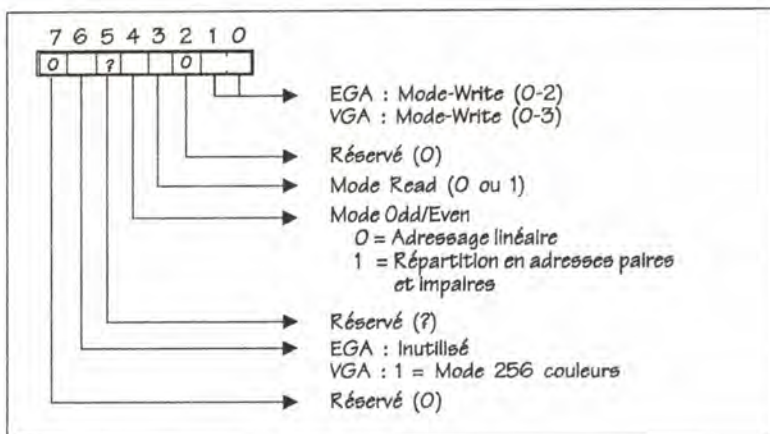 7 6 5 4 3 2 1 0
0 ? 0
EGA : Mode-Write (0-2)
VGA : Mode-Write (0-3)
Réservé (0)
Mode Read (0 ou 1)
Mode Odd/Even
0 = Adressage linéaire
1 = Répartition en adresses paires
et impaires
Réservé (?)
EGA : Inutilisé
VGA : 1 = Mode 256 couleurs
Réservé (0)